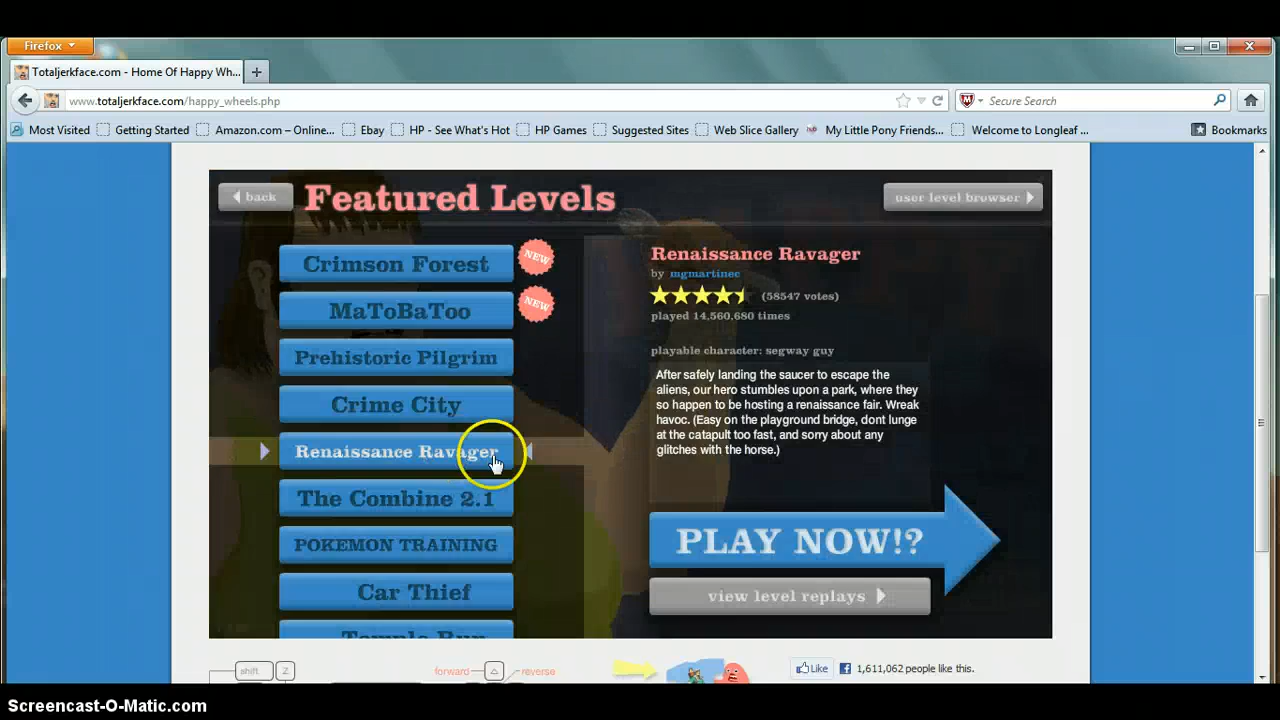 Firefox
Totaljerkface.com - Home Of Happy Wh...
www.totaljerkface.com/happy_wheels.php
Secure Search
Most Visited
Getting Started
Amazon.com – Online...
Ebay
HP - See What's Hot
HP Games
Suggested Sites
Web Slice Gallery
My Little Pony Friends...
Welcome to Longleaf ...
Bookmarks
back
Featured Levels
user level browser
Crimson Forest
NEW
MaToBaToo
NEW
Prehistoric Pilgrim
Crime City
Renaissance Ravager
The Combine 2.1
POKEMON TRAINING
Car Thief
Temple Run
Renaissance Ravager
by mgmartinec
(58547 votes)
played 14,560,680 times
playable character: segway guy
After safely landing the saucer to escape the
aliens, our hero stumbles upon a park, where they
so happen to be hosting a renaissance fair. Wreak
havoc. (Easy on the playground bridge, dont lunge
at the catapult too fast, and sorry about any
glitches with the horse.)
PLAY NOW!?
view level replays
shift
Z
forward
reverse
Like
1,611,062 people like this.
Screencast-O-Matic.com